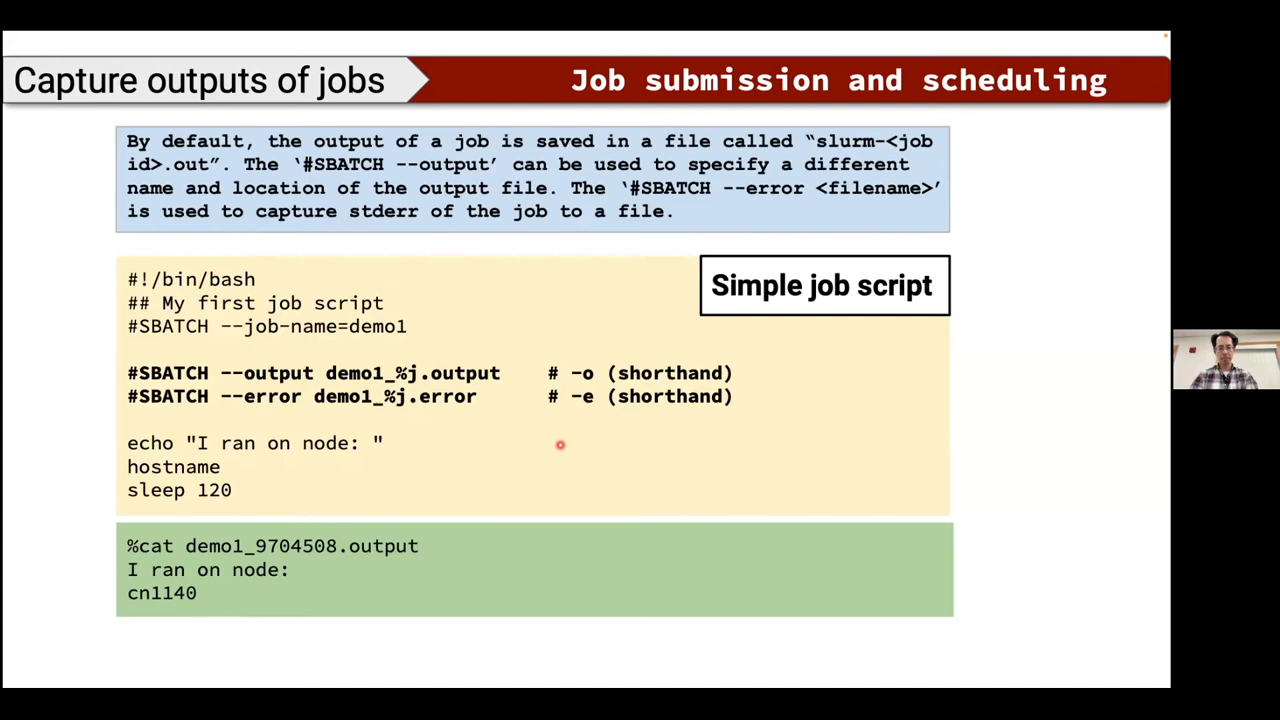 Capture outputs of jobs
Job submission and scheduling
By default, the output of a job is saved in a file called “slurm-<job
id>.out”. The ‘#SBATCH --output’ can be used to specify a different
name and location of the output file. The ‘#SBATCH --error <filename>’
is used to capture stderr of the job to a file.
Simple job script
#!/bin/bash
## My first job script
#SBATCH --job-name=demo1
#SBATCH --output demo1_%j.output # -o (shorthand)
#SBATCH --error demo1_%j.error # -e (shorthand)
echo "I ran on node: "
hostname
sleep 120
%cat demo1_9704508.output
I ran on node:
cn1140